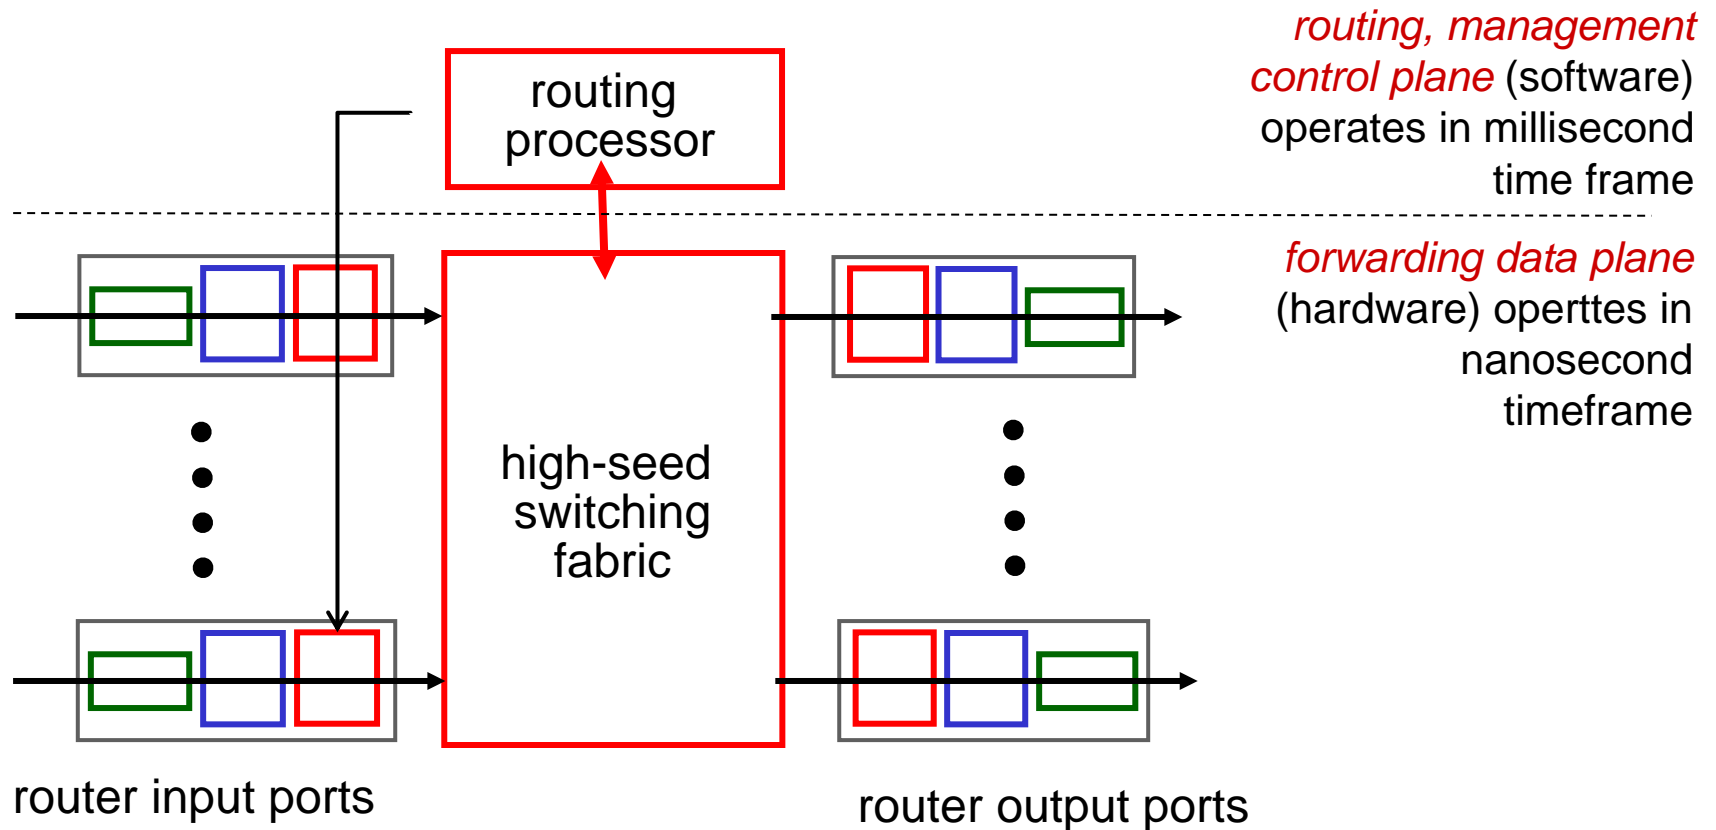 routing, management
control plane (software)
operates in millisecond
time frame
routing
processor
forwarding data plane
(hardware) operttes in
nanosecond
timeframe
high-seed
switching
fabric
router input ports
router output ports